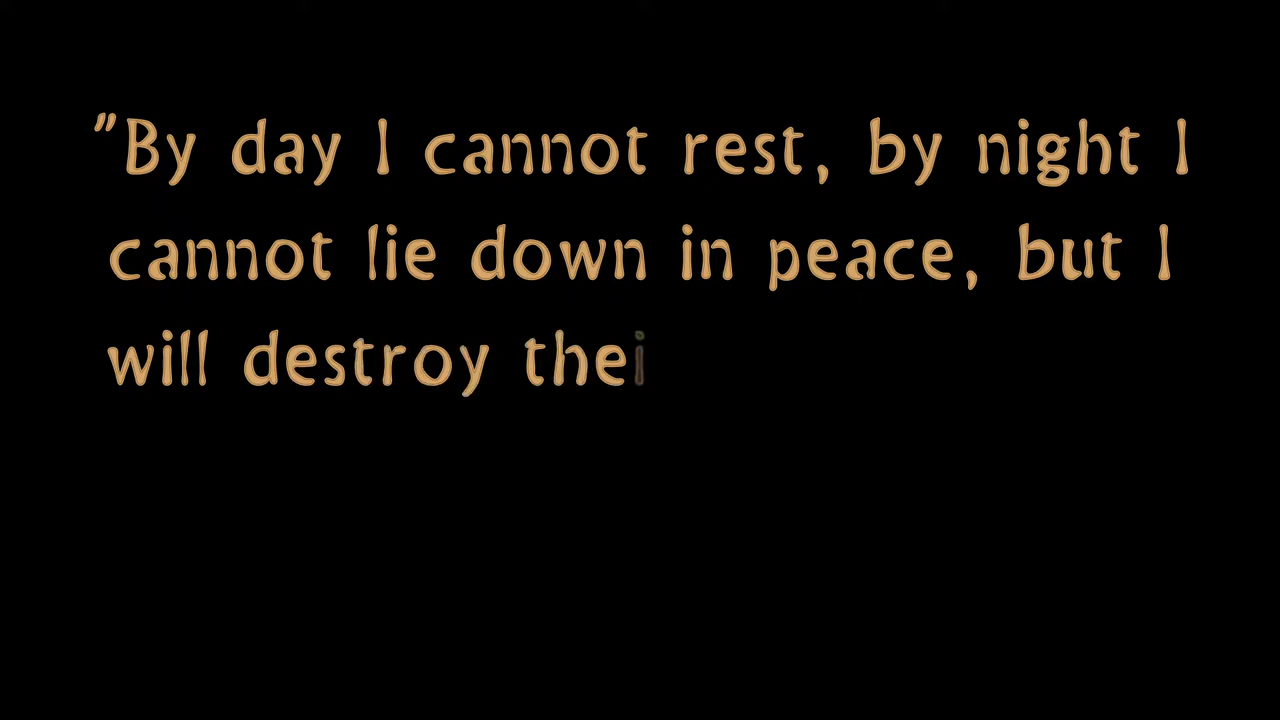 "By day I cannot rest, by night I
cannot lie down in peace, but I
will destroy thei